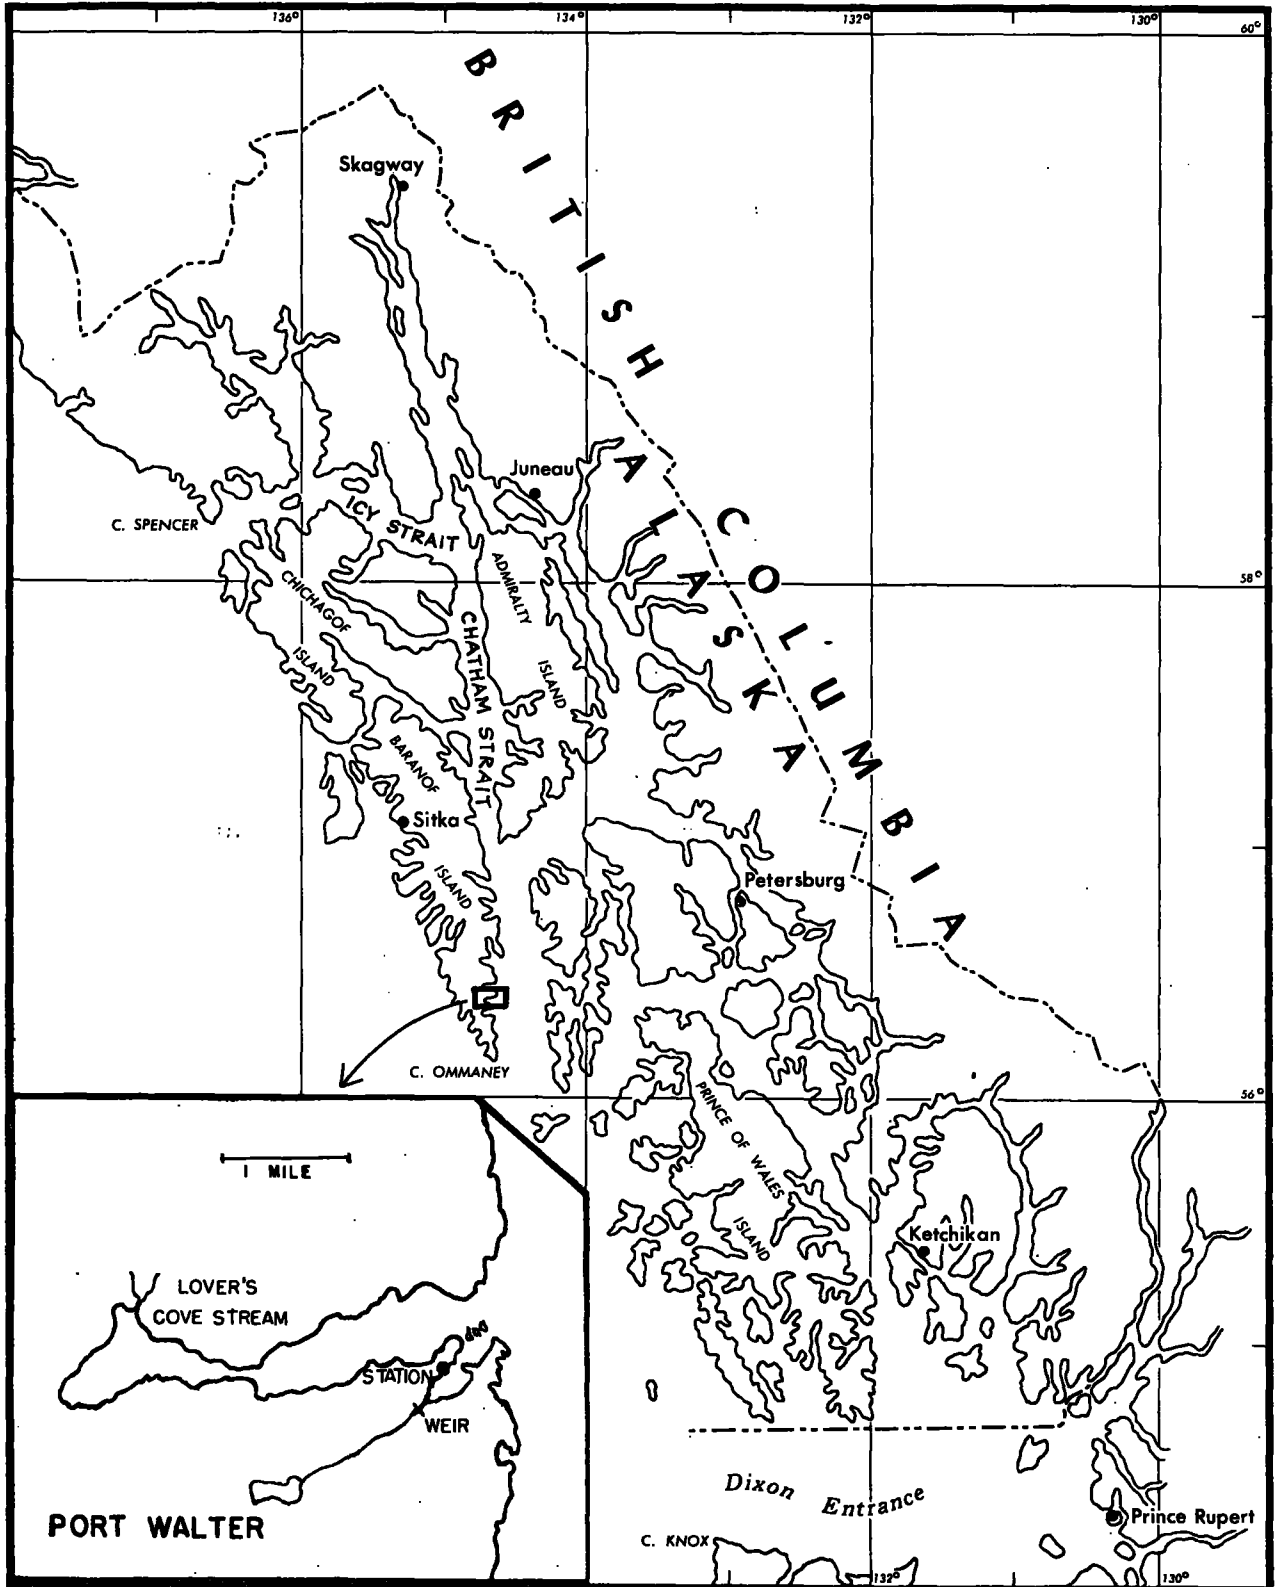 136°
134°
132°
130°
60°
BRITISH
COLUMBIA
Skagway
Juneau
ALASKA
C. SPENCER
ICY STRAIT
58°
CHICHAGOF
ISLAND
ADMIRALTY
ISLAND
CHATHAM STRAIT
BARANOF
ISLAND
Sitka
Petersburg
C. OMMANEY
56°
PRINCE OF WALES
ISLAND
Ketchikan
1 MILE
LOVER'S
COVE STREAM
STATION
WEIR
PORT WALTER
Dixon Entrance
C. KNOX
Prince Rupert
132°
130°